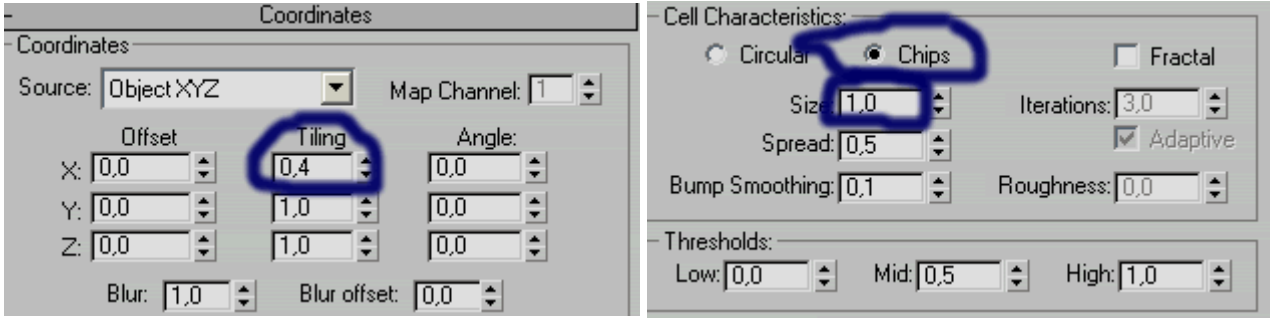 Coordinates
Coordinates
Source: Object XYZ Map Channel: 1
Offset Tiling Angle:
X: 0,0 0,4 0,0
Y: 0,0 1,0 0,0
Z: 0,0 1,0 0,0
Blur: 1,0 Blur offset: 0,0
Cell Characteristics:
Circular Chips Fractal
Size: 1,0 Iterations: 3,0
Spread: 0,5 Adaptive
Bump Smoothing: 0,1 Roughness: 0,0
Thresholds:
Low: 0,0 Mid: 0,5 High: 1,0